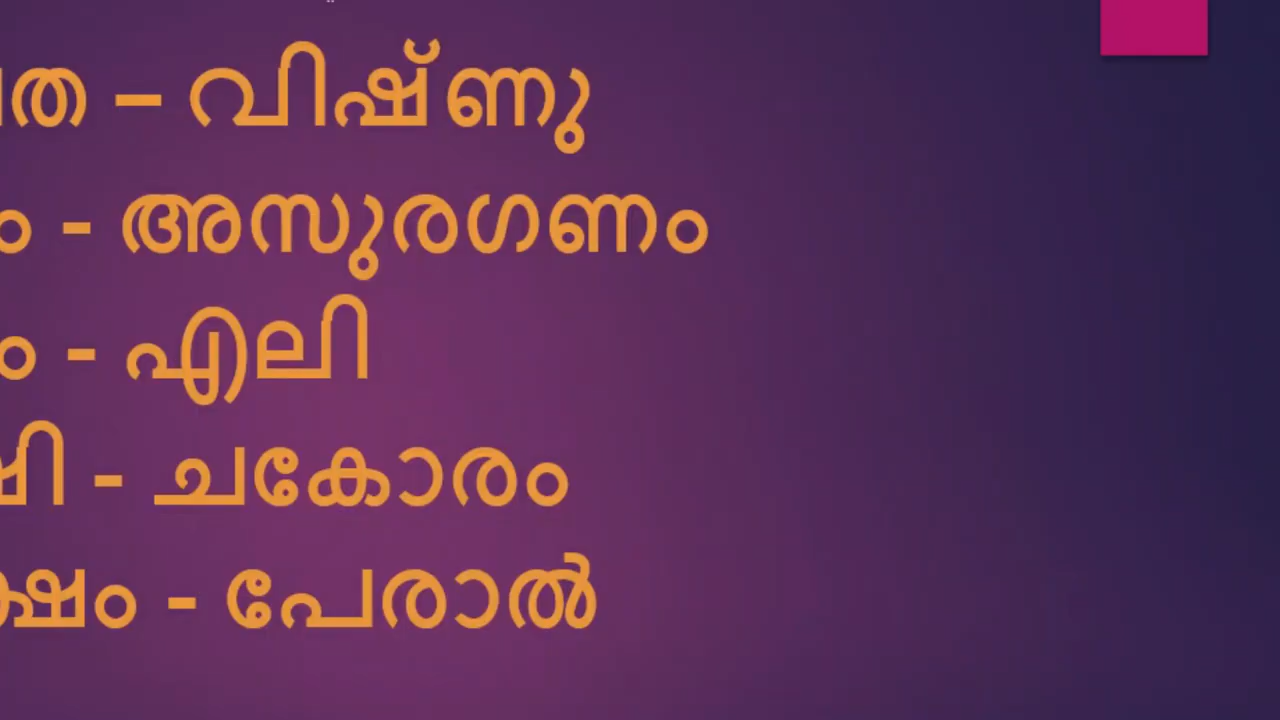 ത – വിഷ്ണു
ം - അസുരഗണം
ം - എലി
ഷി - ചകോരം
ക്ഷം - പേരാൽ